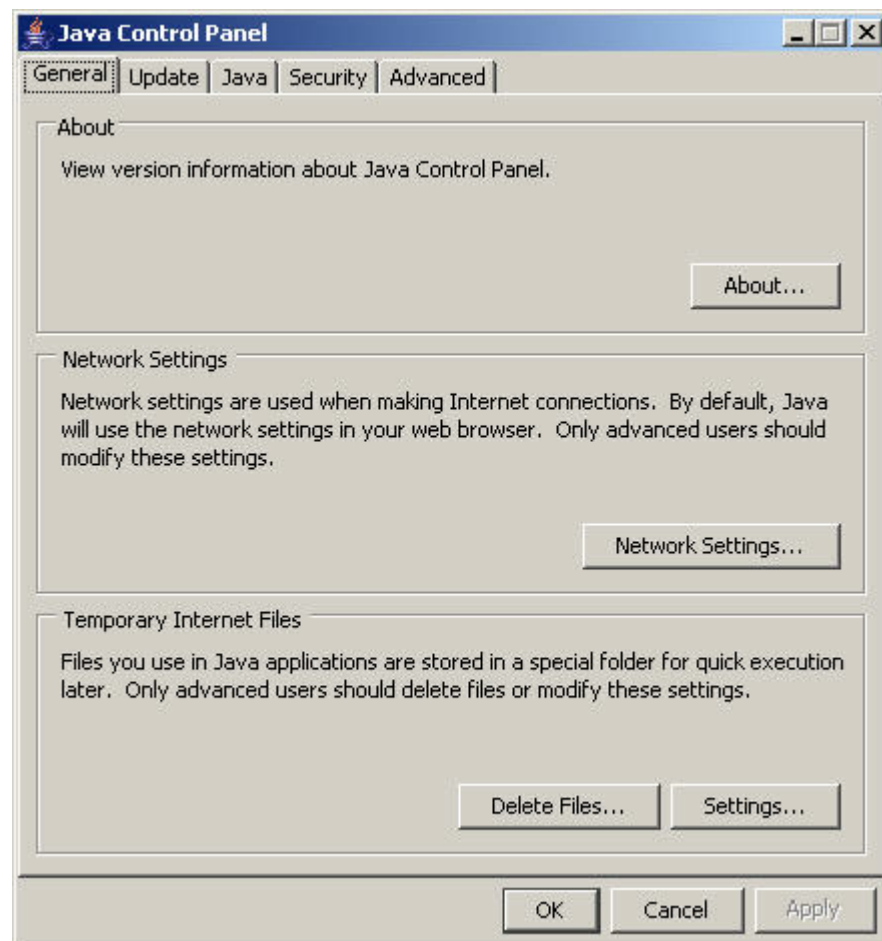 Java Control Panel
General Update Java Security Advanced
About
View version information about Java Control Panel.
About...
Network Settings
Network settings are used when making Internet connections.  By default, Java
will use the network settings in your web browser.  Only advanced users should
modify these settings.
Network Settings...
Temporary Internet Files
Files you use in Java applications are stored in a special folder for quick execution
later.  Only advanced users should delete files or modify these settings.
Delete Files... Settings...
OK Cancel Apply